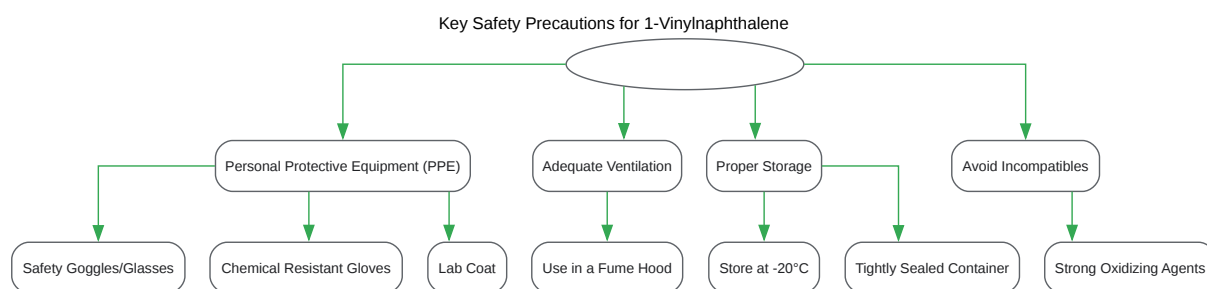 Key Safety Precautions for 1-Vinylnaphthalene
Personal Protective Equipment (PPE)
Adequate Ventilation
Proper Storage
Avoid Incompatibles
Safety Goggles/Glasses
Chemical Resistant Gloves
Lab Coat
Use in a Fume Hood
Store at -20°C
Tightly Sealed Container
Strong Oxidizing Agents